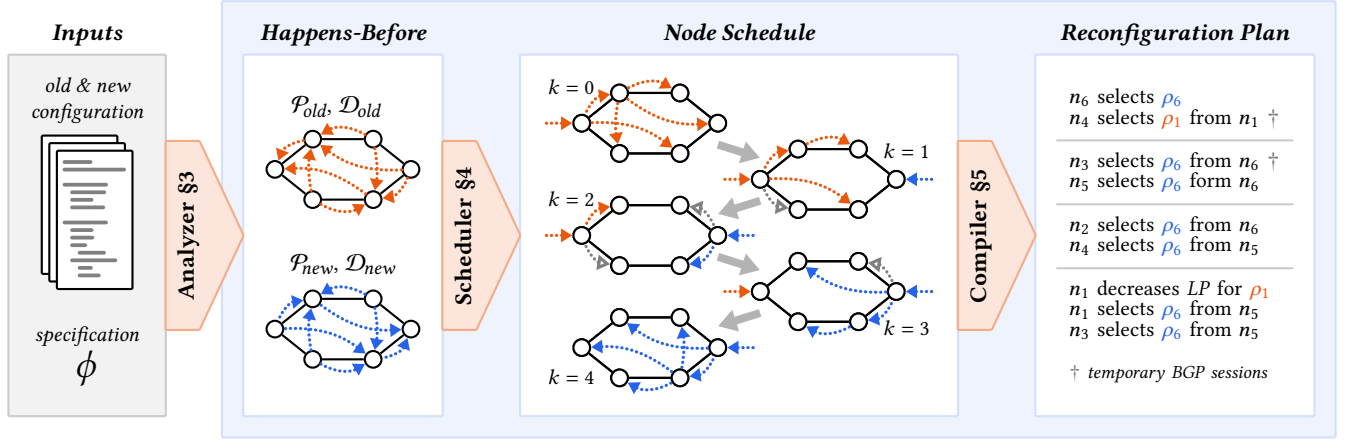 Inputs
old & new
configuration
specification
ϕ
Analyzer §3
Happens-Before
𝒫old, 𝒟old
𝒫new, 𝒟new
Scheduler §4
Node Schedule
k = 0
k = 1
k = 2
k = 3
k = 4
Compiler §5
Reconfiguration Plan
n6 selects ρ6
n4 selects ρ1 from n1 †
n3 selects ρ6 from n6 †
n5 selects ρ6 form n6
n2 selects ρ6 from n6
n4 selects ρ6 from n5
n1 decreases LP for ρ1
n1 selects ρ6 from n5
n3 selects ρ6 from n5
† temporary BGP sessions